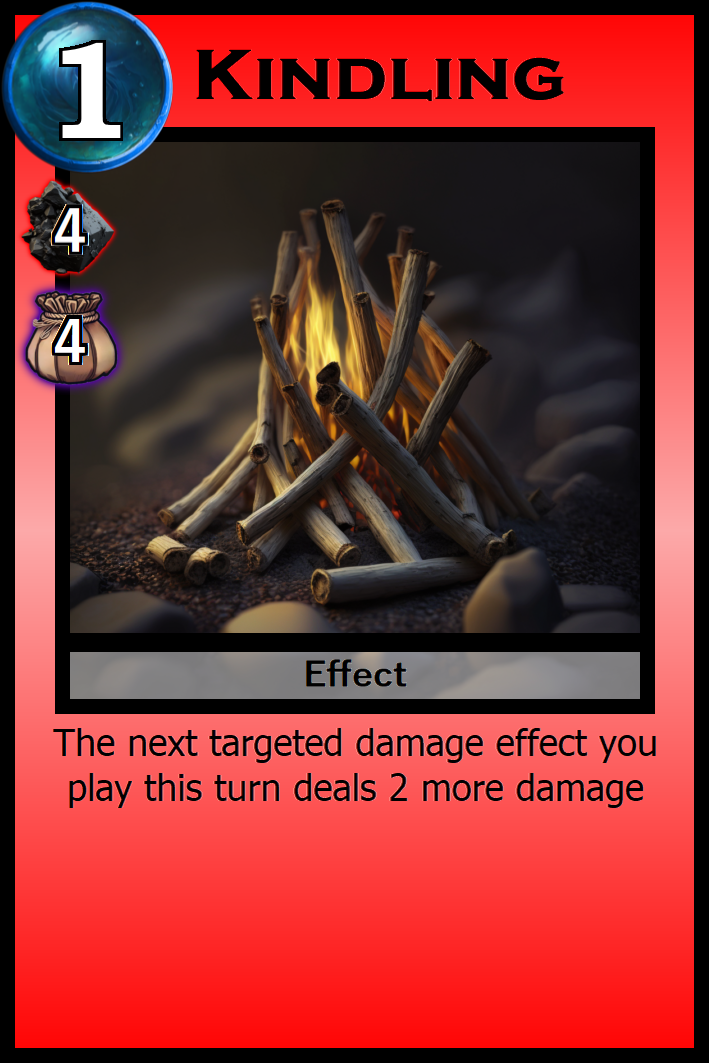 1
Kindling
4
4
Effect
The next targeted damage effect you
play this turn deals 2 more damage